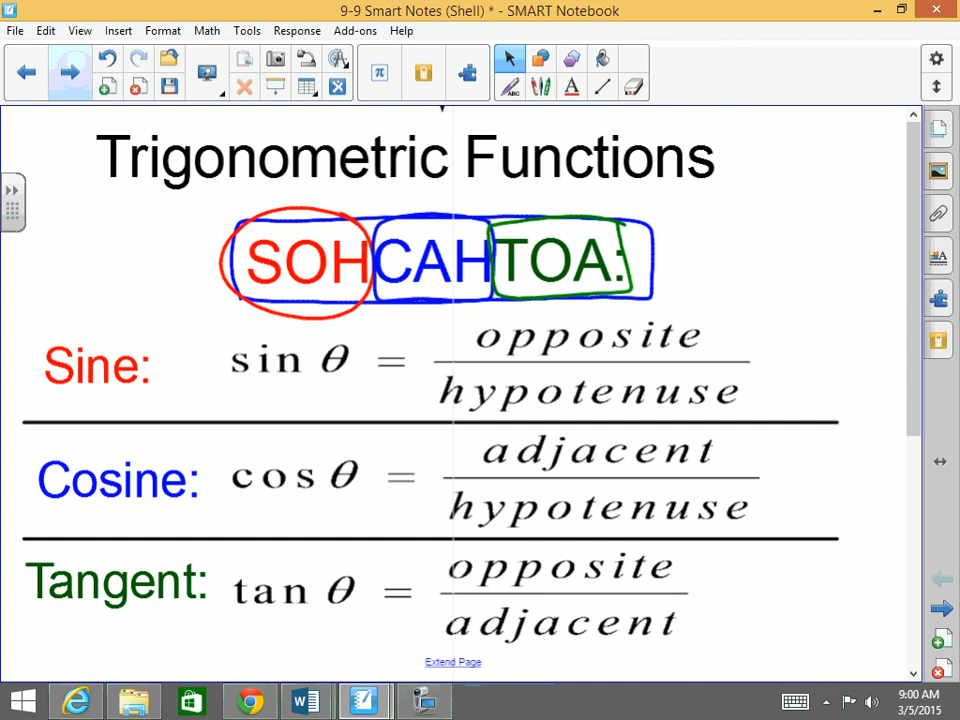 9-9 Smart Notes (Shell) * - SMART Notebook
File Edit View Insert Format Math Tools Response Add-ons Help
π
ABC
A
Trigonometric Functions
SOHCAHTOA:
Sine: sin θ = opposite
hypotenuse
Cosine: cos θ = adjacent
hypotenuse
Tangent: tan θ = opposite
adjacent
Extend Page
9:00 AM
3/5/2015